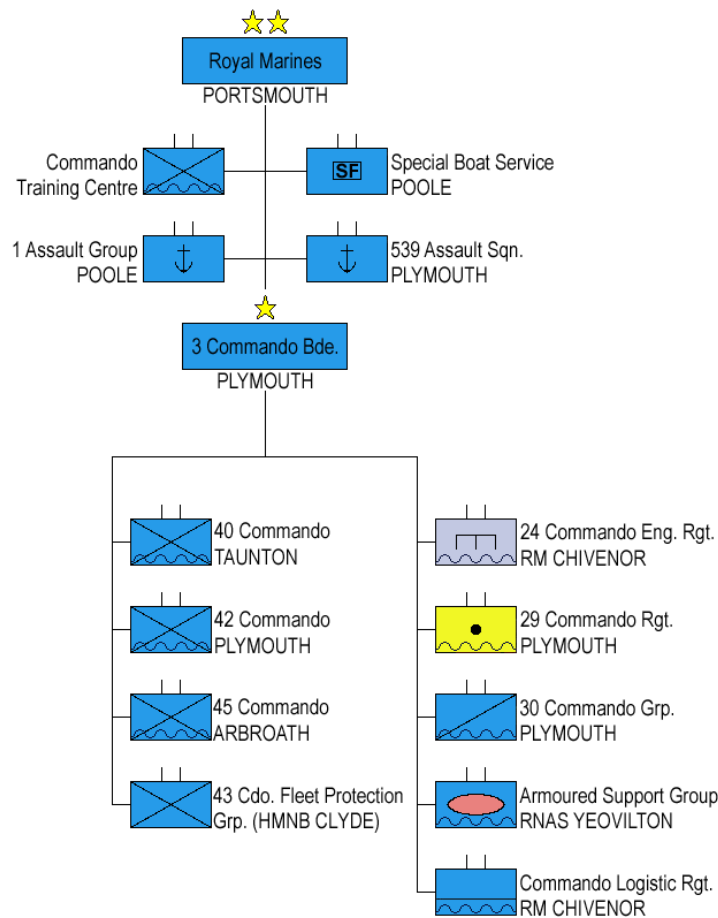 Royal Marines
PORTSMOUTH
Commando
Training Centre
SF
Special Boat Service
POOLE
1 Assault Group
POOLE
539 Assault Sqn.
PLYMOUTH
3 Commando Bde.
PLYMOUTH
40 Commando
TAUNTON
24 Commando Eng. Rgt.
RM CHIVENOR
42 Commando
PLYMOUTH
29 Commando Rgt.
PLYMOUTH
45 Commando
ARBROATH
30 Commando Grp.
PLYMOUTH
43 Cdo. Fleet Protection
Grp. (HMNB CLYDE)
Armoured Support Group
RNAS YEOVILTON
Commando Logistic Rgt.
RM CHIVENOR